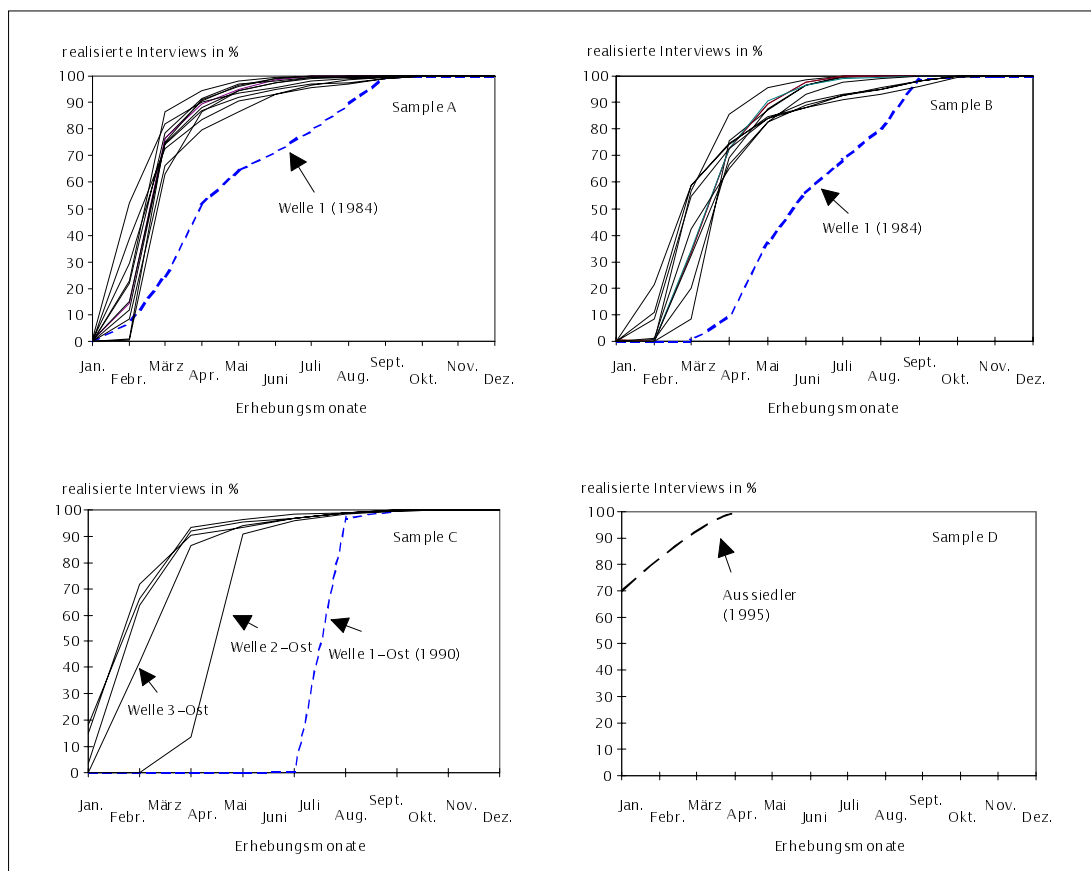 realisierte Interviews in %
100
90
80
70
60
50
40
30
20
10
0
Sample A
Welle 1 (1984)
Jan. Febr. März Apr. Mai Juni Juli Aug. Sept. Okt. Nov. Dez.
Erhebungsmonate
realisierte Interviews in %
100
90
80
70
60
50
40
30
20
10
0
Sample B
Welle 1 (1984)
Jan. Febr. März Apr. Mai Juni Juli Aug. Sept. Okt. Nov. Dez.
Erhebungsmonate
realisierte Interviews in %
100
90
80
70
60
50
40
30
20
10
0
Sample C
Welle 2–Ost
Welle 1–Ost (1990)
Welle 3–Ost
Jan. Febr. März Apr. Mai Juni Juli Aug. Sept. Okt. Nov. Dez.
Erhebungsmonate
realisierte Interviews in %
100
90
80
70
60
50
40
30
20
10
0
Sample D
Aussiedler
(1995)
Jan. Febr. März Apr. Mai Juni Juli Aug. Sept. Okt. Nov. Dez.
Erhebungsmonate